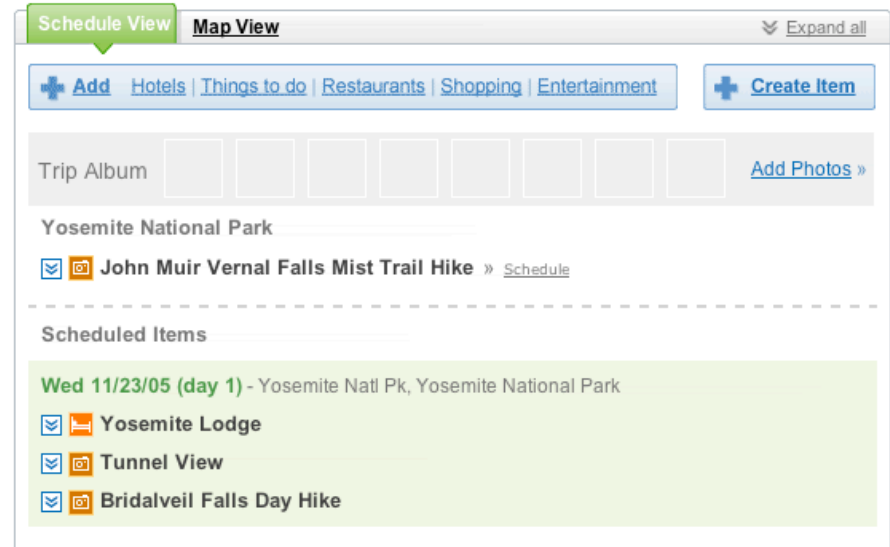 Schedule View Map View Expand all
Add Hotels | Things to do | Restaurants | Shopping | Entertainment Create Item
Trip Album Add Photos »
Yosemite National Park
John Muir Vernal Falls Mist Trail Hike » Schedule
Scheduled Items
Wed 11/23/05 (day 1) - Yosemite Natl Pk, Yosemite National Park
Yosemite Lodge
Tunnel View
Bridalveil Falls Day Hike